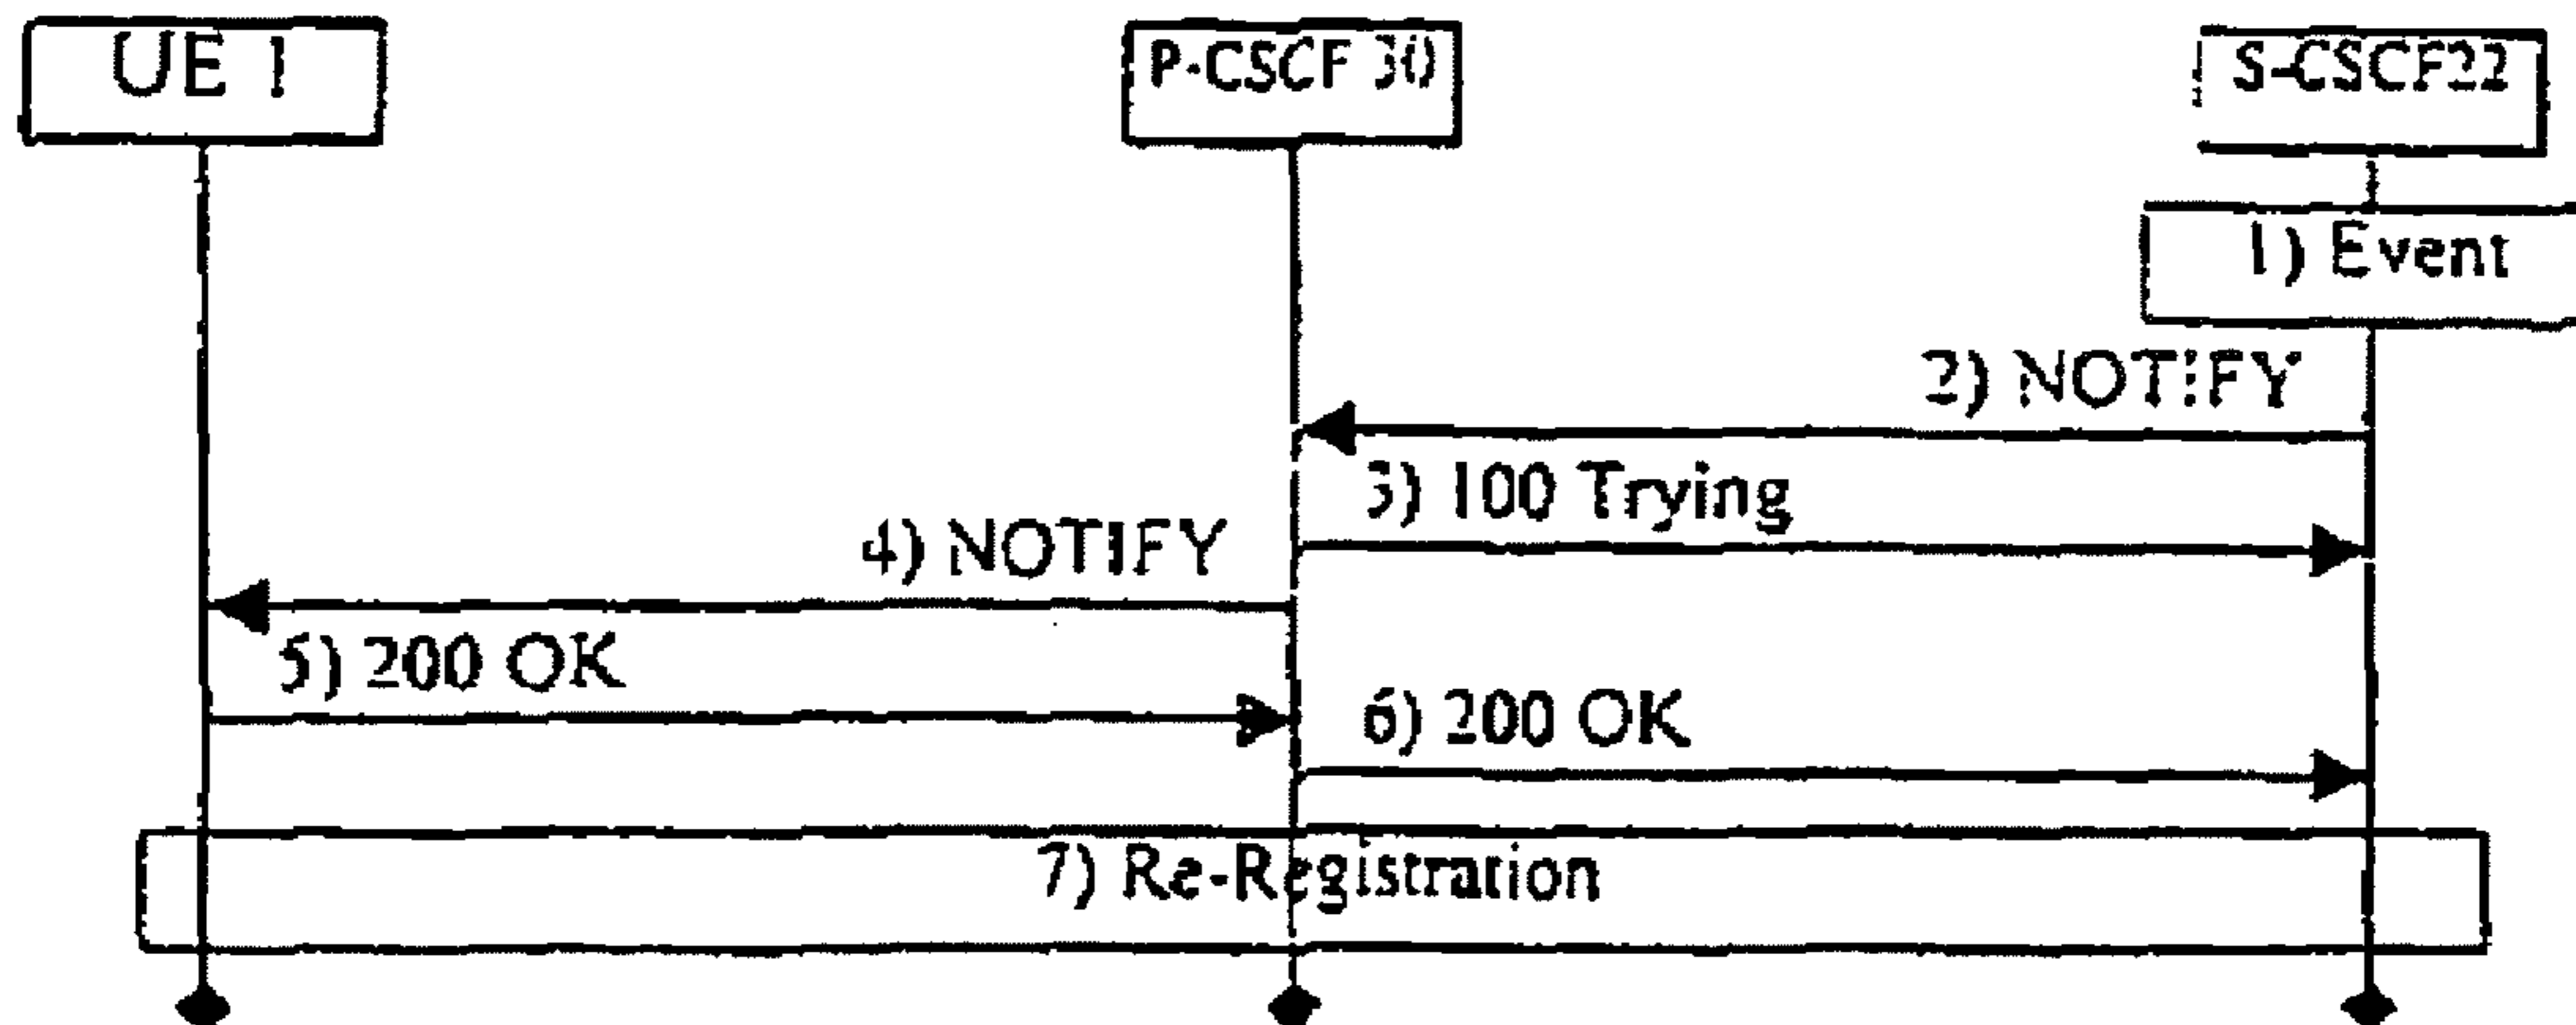 UE 1
P-CSCF 30
S-CSCF22
1) Event
2) NOTIFY
3) 100 Trying
4) NOTIFY
5) 200 OK
6) 200 OK
7) Re-Registration